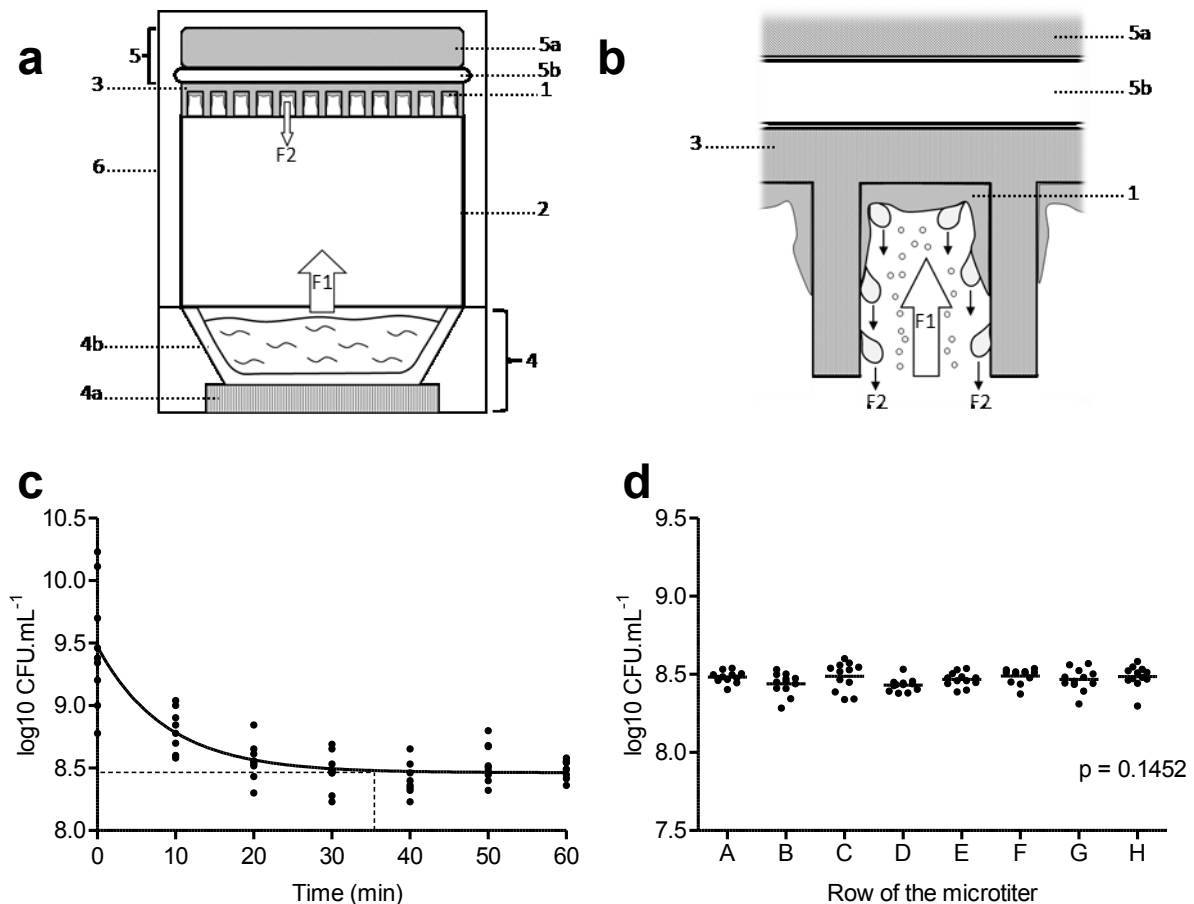 a
5
5a
5b
3
1
F2
6
2
F1
4b
4
4a
b
5a
5b
3
1
F1
F2
F2
c
log10 CFU.mL-1
10.5
10.0
9.5
9.0
8.5
8.0
0
10
20
30
40
50
60
Time (min)
d
log10 CFU.mL-1
9.5
9.0
8.5
8.0
7.5
p = 0.1452
A
B
C
D
E
F
G
H
Row of the microtiter